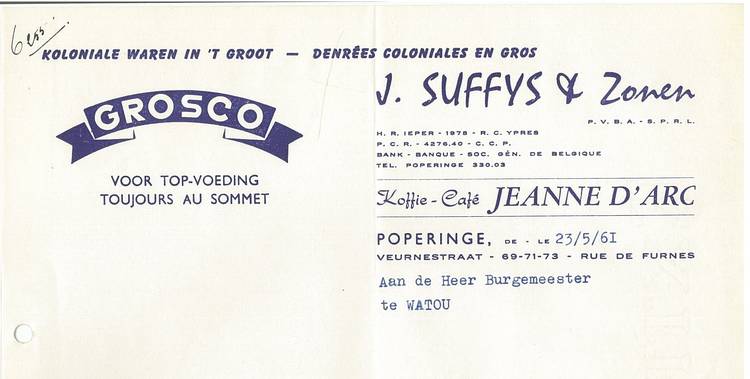 KOLONIALE WAREN IN 'T GROOT — DENRÉES COLONIALES EN GROS
GROSCO
VOOR TOP-VOEDING
TOUJOURS AU SOMMET
J. SUFFYS & Zonen
P.V.B.A. - S.P.R.L.
H. R. IEPER - 1978 - R. C. YPRES
P. C. R. - 4276.40 - C. C. P.
BANK - BANQUE - SOC. GÉN. DE BELGIQUE
TEL. POPERINGE 330.03
Koffie - Café JEANNE D'ARC
POPERINGE, DE - LE 23/5/61
VEURNESTRAAT - 69-71-73 - RUE DE FURNES
Aan de Heer Burgemeester
te WATOU